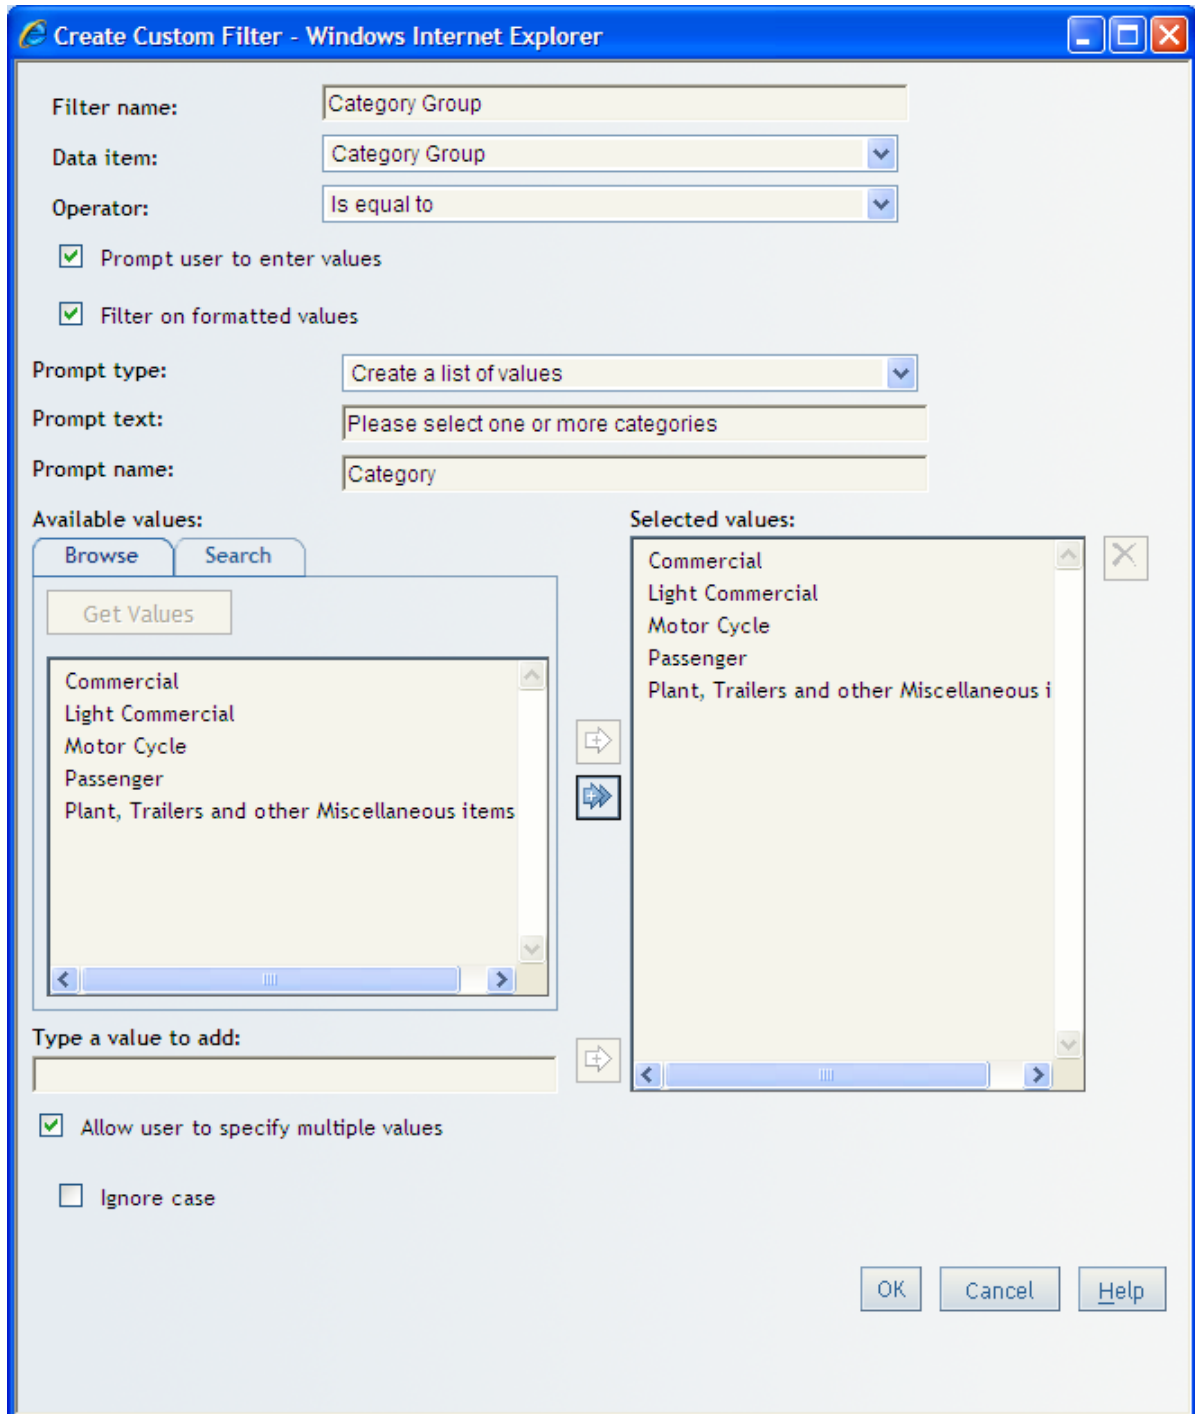 Create Custom Filter - Windows Internet Explorer
Filter name: Category Group
Data item: Category Group
Operator: Is equal to
Prompt user to enter values
Filter on formatted values
Prompt type: Create a list of values
Prompt text: Please select one or more categories
Prompt name: Category
Available values:
Browse Search
Get Values
Commercial
Light Commercial
Motor Cycle
Passenger
Plant, Trailers and other Miscellaneous items
Selected values:
Commercial
Light Commercial
Motor Cycle
Passenger
Plant, Trailers and other Miscellaneous i
Type a value to add:
Allow user to specify multiple values
Ignore case
OK Cancel Help